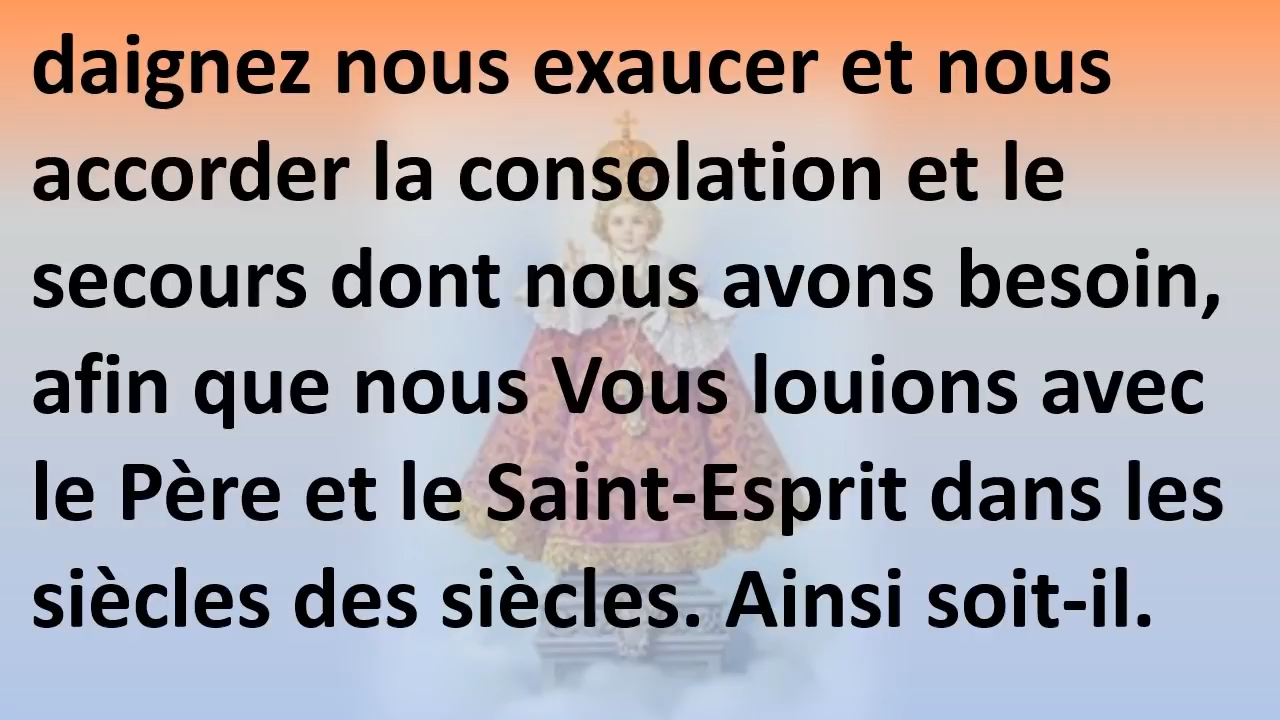 daignez nous exaucer et nous
accorder la consolation et le
secours dont nous avons besoin,
afin que nous Vous louions avec
le Père et le Saint-Esprit dans les
siècles des siècles. Ainsi soit-il.